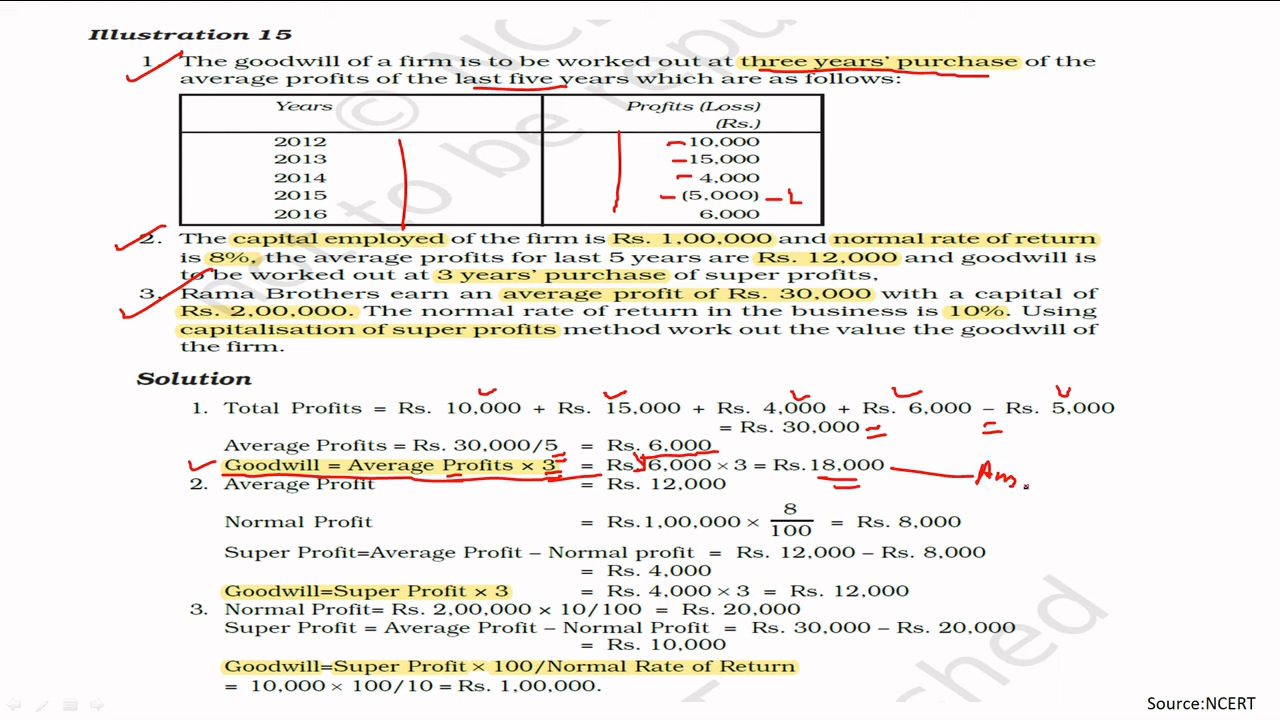 Illustration 15
1. The goodwill of a firm is to be worked out at three years' purchase of the
average profits of the last five years which are as follows:
Years Profits (Loss)
(Rs.)
2012 10,000
2013 15,000
2014 4,000
2015 (5,000) - L
2016 6,000
2. The capital employed of the firm is Rs. 1,00,000 and normal rate of return
is 8%, the average profits for last 5 years are Rs. 12,000 and goodwill is
to be worked out at 3 years' purchase of super profits,
3. Rama Brothers earn an average profit of Rs. 30,000 with a capital of
Rs. 2,00,000. The normal rate of return in the business is 10%. Using
capitalisation of super profits method work out the value the goodwill of
the firm.
Solution
1. Total Profits = Rs. 10,000 + Rs. 15,000 + Rs. 4,000 + Rs. 6,000 – Rs. 5,000
= Rs. 30,000
Average Profits = Rs. 30,000/5 = Rs. 6,000
Goodwill = Average Profits × 3 = Rs. 6,000 × 3 = Rs. 18,000 Ans.
2. Average Profit = Rs. 12,000
Normal Profit = Rs.1,00,000 × 8/100 = Rs. 8,000
Super Profit=Average Profit – Normal profit = Rs. 12,000 – Rs. 8,000
= Rs. 4,000
Goodwill=Super Profit × 3 = Rs. 4,000 × 3 = Rs. 12,000
3. Normal Profit= Rs. 2,00,000 × 10/100 = Rs. 20,000
Super Profit = Average Profit – Normal Profit = Rs. 30,000 – Rs. 20,000
= Rs. 10,000
Goodwill=Super Profit × 100/Normal Rate of Return
= 10,000 × 100/10 = Rs. 1,00,000.
Source:NCERT